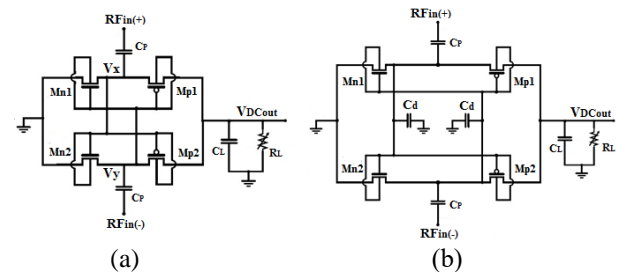 RFin(+)
CP
Vx
Mn1
Mp1
VDCout
CL
RL
Mn2
Mp2
Vy
CP
RFin(-)
(a)
RFin(+)
CP
Mn1
Mp1
Cd
Cd
VDCout
CL
RL
Mn2
Mp2
CP
RFin(-)
(b)